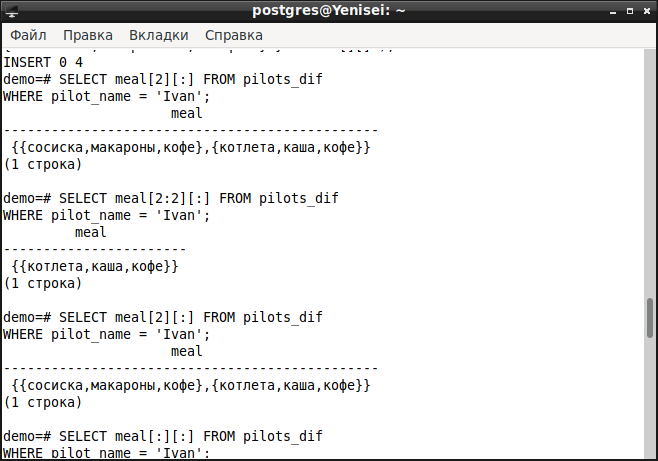 postgres@Yenisei: ~
Файл Правка Вкладки Справка
INSERT 0 4
demo=# SELECT meal[2][:] FROM pilots_dif
WHERE pilot_name = 'Ivan';
meal
-----------------------------------------------
{{сосиска,макароны,кофе},{котлета,каша,кофе}}
(1 строка)
demo=# SELECT meal[2:2][:] FROM pilots_dif
WHERE pilot_name = 'Ivan';
meal
-----------------------
{{котлета,каша,кофе}}
(1 строка)
demo=# SELECT meal[2][:] FROM pilots_dif
WHERE pilot_name = 'Ivan';
meal
-----------------------------------------------
{{сосиска,макароны,кофе},{котлета,каша,кофе}}
(1 строка)
demo=# SELECT meal[:][:] FROM pilots_dif
WHERE pilot_name = 'Ivan';